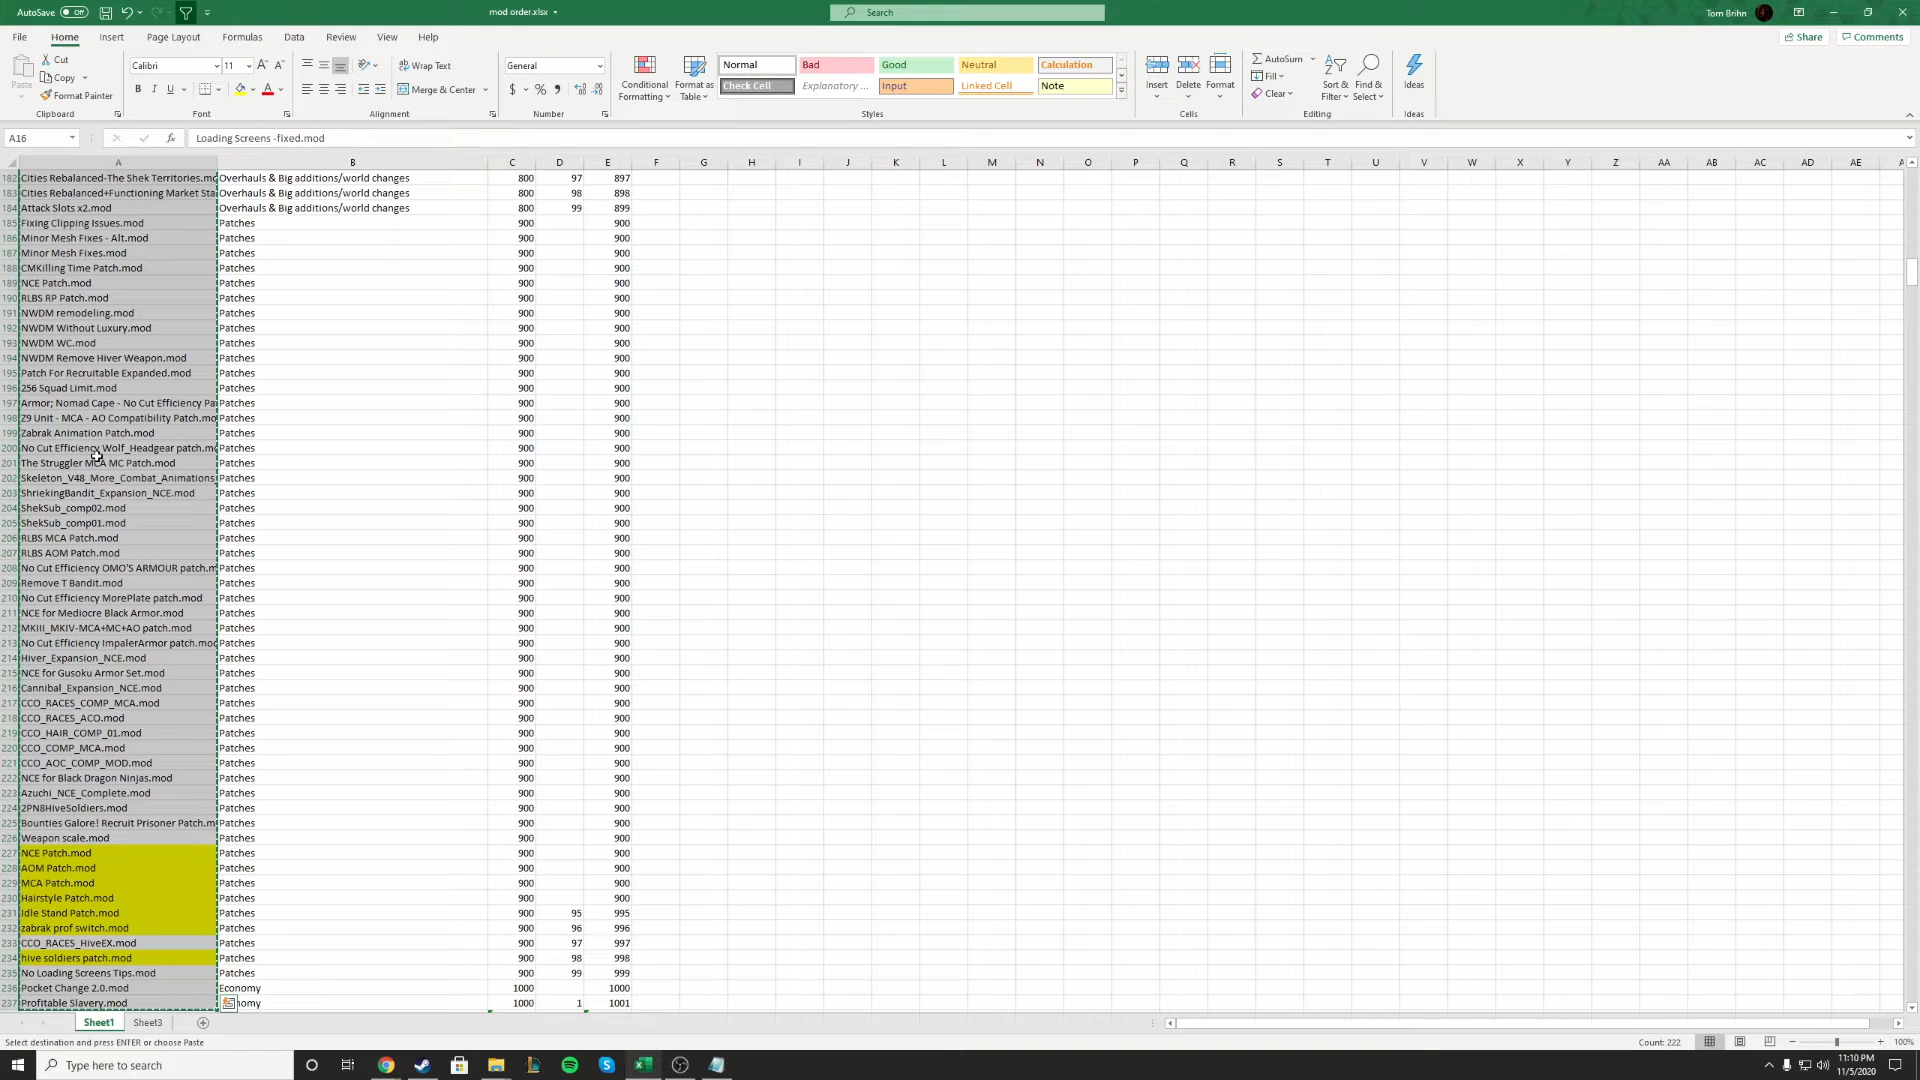 AutoSave Off mod order.xlsx Search Tom Brihn
File Home Insert Page Layout Formulas Data Review View Help Share Comments
Cut Calibri 11 Wrap Text General Normal Bad Good Neutral Calculation AutoSum
Paste Copy Merge & Center Conditional Formatting Format as Table Check Cell Explanatory ... Input Linked Cell Note Insert Delete Format Fill Sort & Filter Find & Select Ideas
Format Painter Clear
Clipboard Font Alignment Number Styles Cells Editing Ideas
A16 Loading Screens -fixed.mod
A B C D E F G H I J K L M N O P Q R S T U V W X Y Z AA AB AC AD AE
182 Cities Rebalanced-The Shek Territories.mo Overhauls & Big additions/world changes 800 97 897
183 Cities Rebalanced+Functioning Market Sta Overhauls & Big additions/world changes 800 98 898
184 Attack Slots x2.mod Overhauls & Big additions/world changes 800 99 899
185 Fixing Clipping Issues.mod Patches 900 900
186 Minor Mesh Fixes - Alt.mod Patches 900 900
187 Minor Mesh Fixes.mod Patches 900 900
188 CMKilling Time Patch.mod Patches 900 900
189 NCE Patch.mod Patches 900 900
190 RLBS RP Patch.mod Patches 900 900
191 NWDM remodeling.mod Patches 900 900
192 NWDM Without Luxury.mod Patches 900 900
193 NWDM WC.mod Patches 900 900
194 NWDM Remove Hiver Weapon.mod Patches 900 900
195 Patch For Recruitable Expanded.mod Patches 900 900
196 256 Squad Limit.mod Patches 900 900
197 Armor; Nomad Cape - No Cut Efficiency Pa Patches 900 900
198 Z9 Unit - MCA - AO Compatibility Patch.mo Patches 900 900
199 Zabrak Animation Patch.mod Patches 900 900
200 No Cut Efficiency Wolf_Headgear patch.mo Patches 900 900
201 The Struggler MCA MC Patch.mod Patches 900 900
202 Skeleton_V48_More_Combat_Animations_ Patches 900 900
203 ShriekingBandit_Expansion_NCE.mod Patches 900 900
204 ShekSub_comp02.mod Patches 900 900
205 ShekSub_comp01.mod Patches 900 900
206 RLBS MCA Patch.mod Patches 900 900
207 RLBS AOM Patch.mod Patches 900 900
208 No Cut Efficiency OMO'S ARMOUR patch.m Patches 900 900
209 Remove T Bandit.mod Patches 900 900
210 No Cut Efficiency MorePlate patch.mod Patches 900 900
211 NCE for Mediocre Black Armor.mod Patches 900 900
212 MKIII_MKIV-MCA+MC+AO patch.mod Patches 900 900
213 No Cut Efficiency ImpalerArmor patch.mod Patches 900 900
214 Hiver_Expansion_NCE.mod Patches 900 900
215 NCE for Gusoku Armor Set.mod Patches 900 900
216 Cannibal_Expansion_NCE.mod Patches 900 900
217 CCO_RACES_COMP_MCA.mod Patches 900 900
218 CCO_RACES_ACO.mod Patches 900 900
219 CCO_HAIR_COMP_01.mod Patches 900 900
220 CCO_COMP_MCA.mod Patches 900 900
221 CCO_AOC_COMP_MOD.mod Patches 900 900
222 NCE for Black Dragon Ninjas.mod Patches 900 900
223 Azuchi_NCE_Complete.mod Patches 900 900
224 2PN8HiveSoldiers.mod Patches 900 900
225 Bounties Galore! Recruit Prisoner Patch.m Patches 900 900
226 Weapon scale.mod Patches 900 900
227 NCE Patch.mod Patches 900 900
228 AOM Patch.mod Patches 900 900
229 MCA Patch.mod Patches 900 900
230 Hairstyle Patch.mod Patches 900 900
231 Idle Stand Patch.mod Patches 900 95 995
232 zabrak prof switch.mod Patches 900 96 996
233 CCO_RACES_HiveEX.mod Patches 900 97 997
234 hive soldiers patch.mod Patches 900 98 998
235 No Loading Screens Tips.mod Patches 900 99 999
236 Pocket Change 2.0.mod Economy 1000 1000
237 Profitable Slavery.mod nomy 1000 1 1001
Sheet1 Sheet3
Select destination and press ENTER or choose Paste Count: 222 100%
Type here to search 11:10 PM
11/5/2020